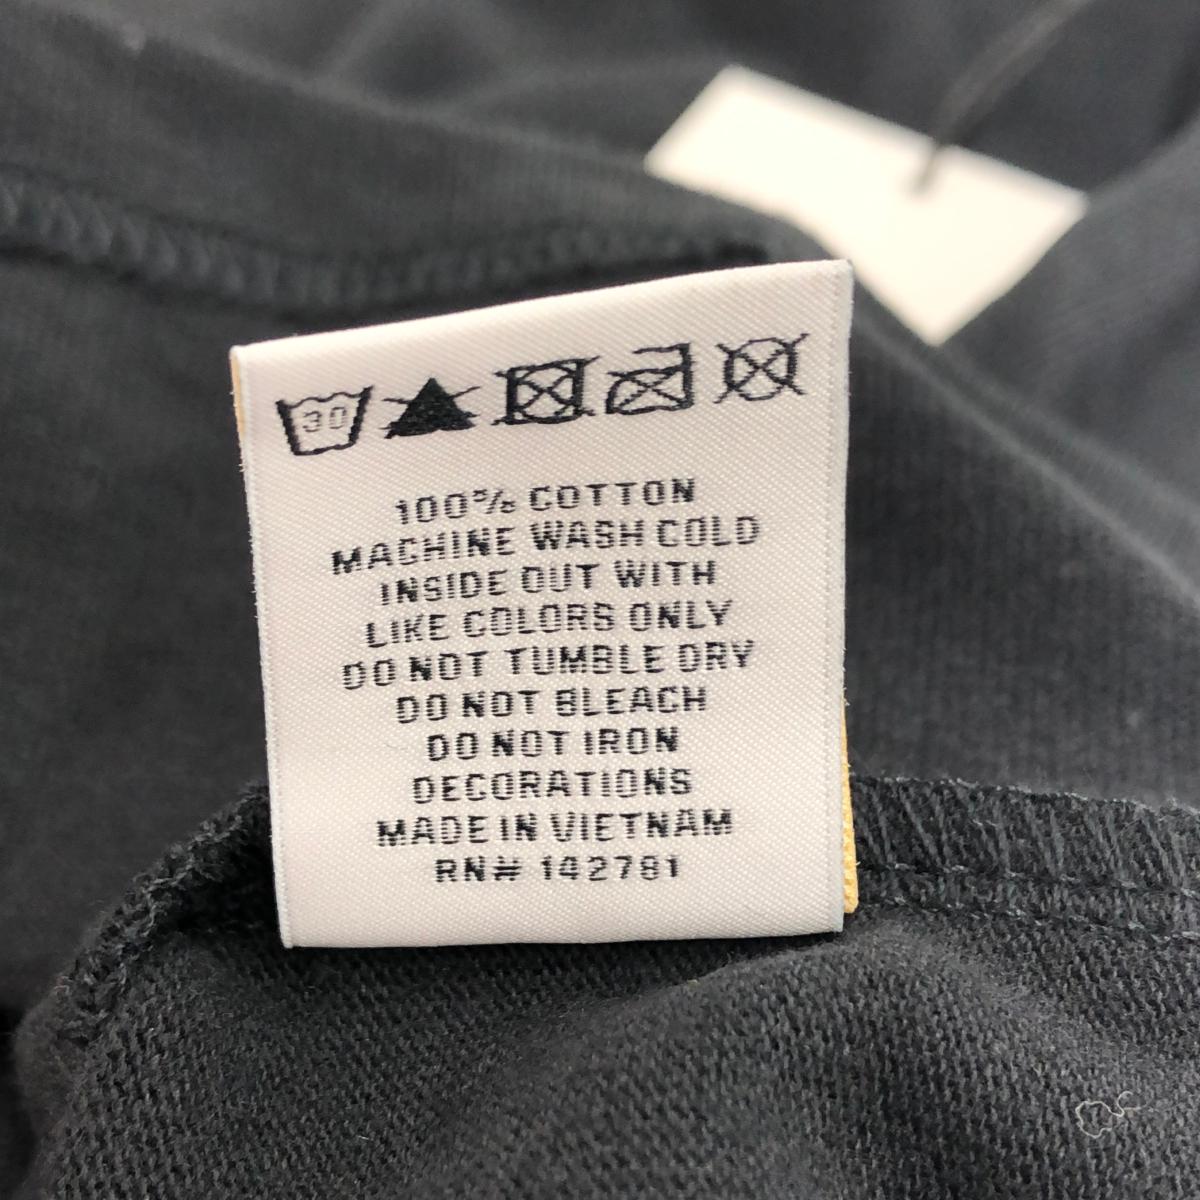 30
100% COTTON
MACHINE WASH COLD
INSIDE OUT WITH
LIKE COLORS ONLY
DO NOT TUMBLE DRY
DO NOT BLEACH
DO NOT IRON
DECORATIONS
MADE IN VIETNAM
RN# 142781